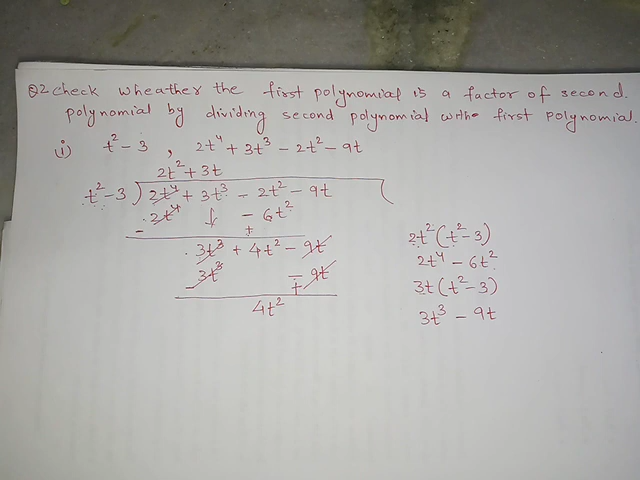 Q2 check wheather the first polynomial is a factor of second
polynomial by dividing second polynomial withe first polynomial.
i) t² - 3 , 2t⁴ + 3t³ - 2t² - 9t
2t² + 3t
t² - 3 ) 2t⁴ + 3t³ - 2t² - 9t (
2t⁴ ↓ - 6t²
- +
3t³ + 4t² - 9t
3t³ - 9t
- +
4t²
2t² (t² - 3)
2t⁴ - 6t²
3t (t² - 3)
3t³ - 9t